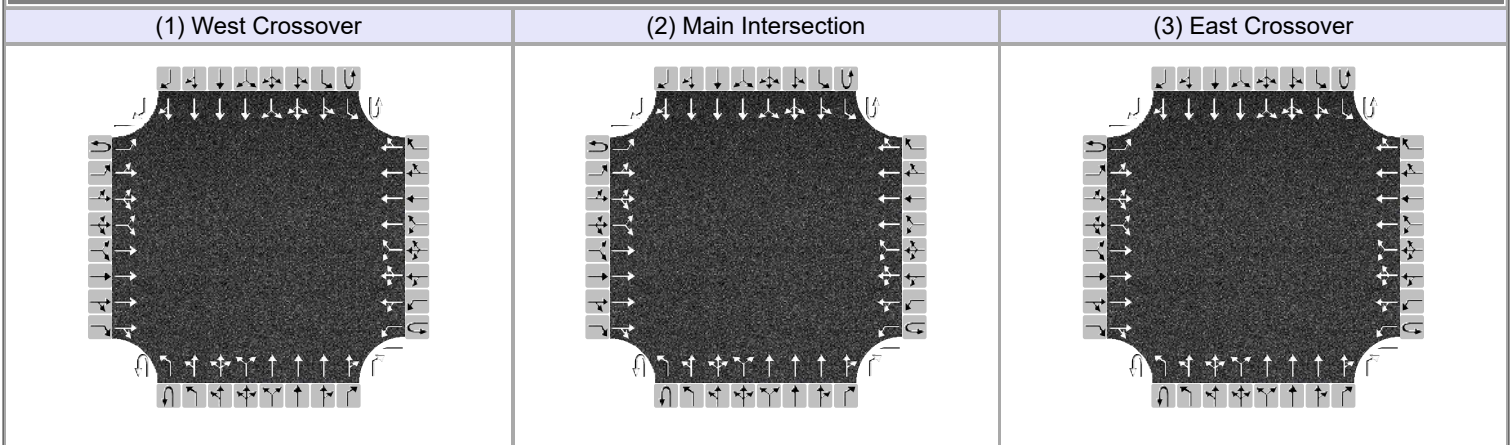 (1) West Crossover
(2) Main Intersection
(3) East Crossover